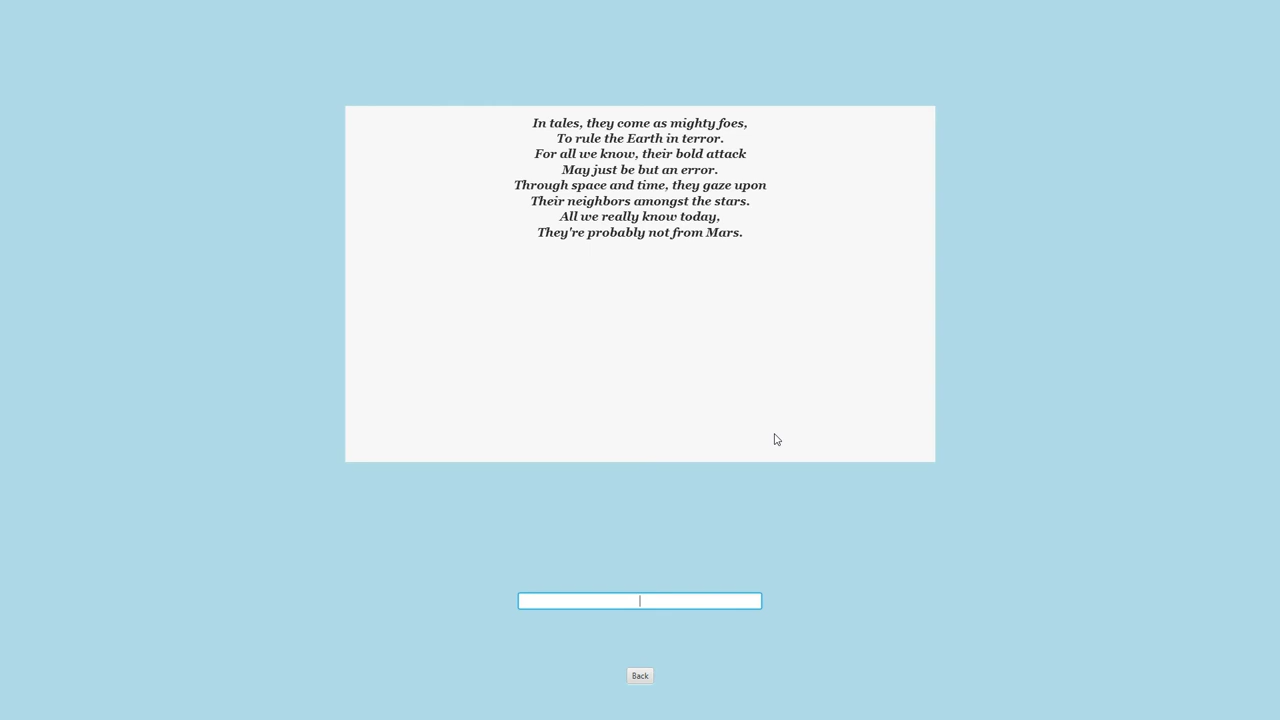 In tales, they come as mighty foes,
To rule the Earth in terror.
For all we know, their bold attack
May just be but an error.
Through space and time, they gaze upon
Their neighbors amongst the stars.
All we really know today,
They're probably not from Mars.
Back